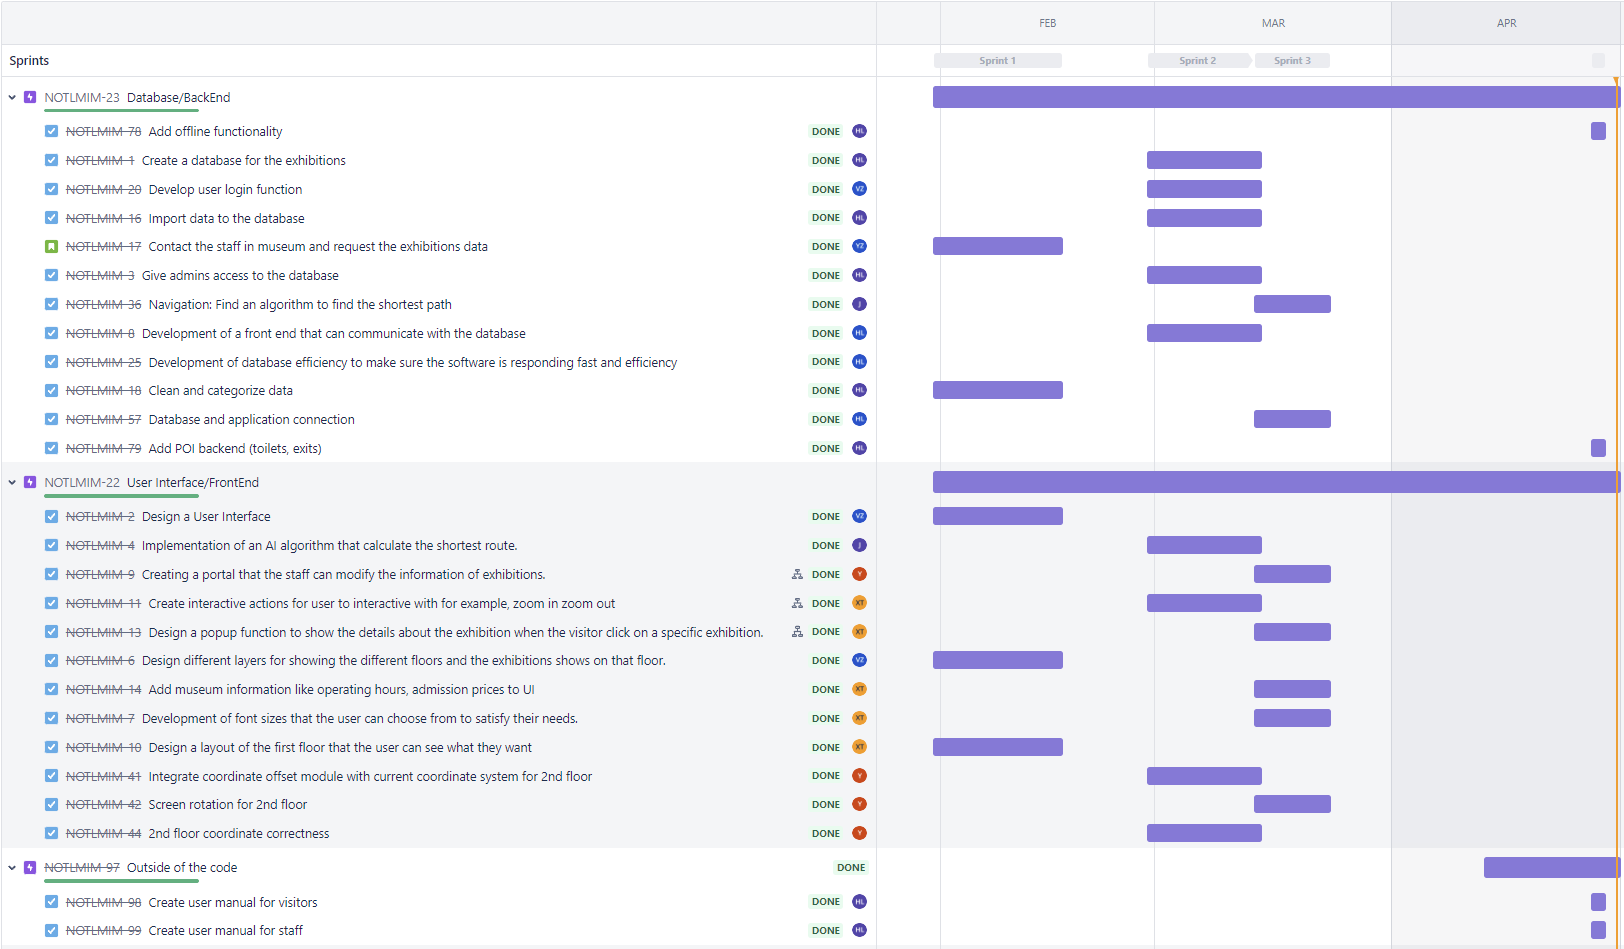 FEB MAR APR
Sprints Sprint 1 Sprint 2 Sprint 3
NOTLMIM-23 Database/BackEnd
NOTLMIM-78 Add offline functionality DONE HL
NOTLMIM-1 Create a database for the exhibitions DONE HL
NOTLMIM-20 Develop user login function DONE VZ
NOTLMIM-16 Import data to the database DONE HL
NOTLMIM-17 Contact the staff in museum and request the exhibitions data DONE YZ
NOTLMIM-3 Give admins access to the database DONE HL
NOTLMIM-36 Navigation: Find an algorithm to find the shortest path DONE J
NOTLMIM-8 Development of a front end that can communicate with the database DONE HL
NOTLMIM-25 Development of database efficiency to make sure the software is responding fast and efficiency DONE HL
NOTLMIM-18 Clean and categorize data DONE HL
NOTLMIM-57 Database and application connection DONE HL
NOTLMIM-79 Add POI backend (toilets, exits) DONE HL
NOTLMIM-22 User Interface/FrontEnd
NOTLMIM-2 Design a User Interface DONE VZ
NOTLMIM-4 Implementation of an AI algorithm that calculate the shortest route. DONE J
NOTLMIM-9 Creating a portal that the staff can modify the information of exhibitions. DONE Y
NOTLMIM-11 Create interactive actions for user to interactive with for example, zoom in zoom out DONE XT
NOTLMIM-13 Design a popup function to show the details about the exhibition when the visitor click on a specific exhibition. DONE XT
NOTLMIM-6 Design different layers for showing the different floors and the exhibitions shows on that floor. DONE VZ
NOTLMIM-14 Add museum information like operating hours, admission prices to UI DONE XT
NOTLMIM-7 Development of font sizes that the user can choose from to satisfy their needs. DONE XT
NOTLMIM-10 Design a layout of the first floor that the user can see what they want DONE XT
NOTLMIM-41 Integrate coordinate offset module with current coordinate system for 2nd floor DONE Y
NOTLMIM-42 Screen rotation for 2nd floor DONE Y
NOTLMIM-44 2nd floor coordinate correctness DONE Y
NOTLMIM-97 Outside of the code DONE
NOTLMIM-98 Create user manual for visitors DONE HL
NOTLMIM-99 Create user manual for staff DONE HL